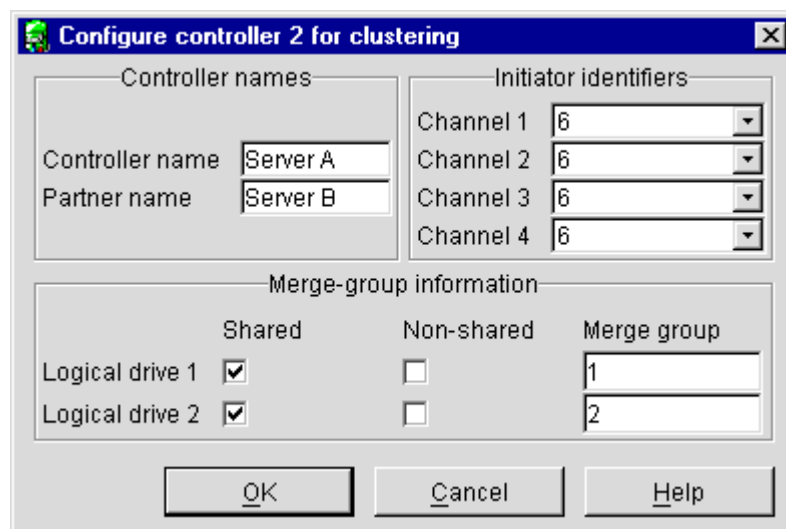 Configure controller 2 for clustering
Controller names
Controller name Server A
Partner name Server B
Initiator identifiers
Channel 1 6
Channel 2 6
Channel 3 6
Channel 4 6
Merge-group information
Shared Non-shared Merge group
Logical drive 1 1
Logical drive 2 2
OK Cancel Help